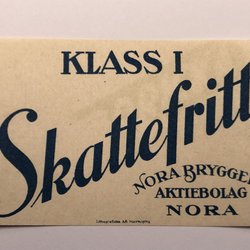 KLASS I
Skattefritt
NORA BRYGGE
AKTIEBOLAG
NORA